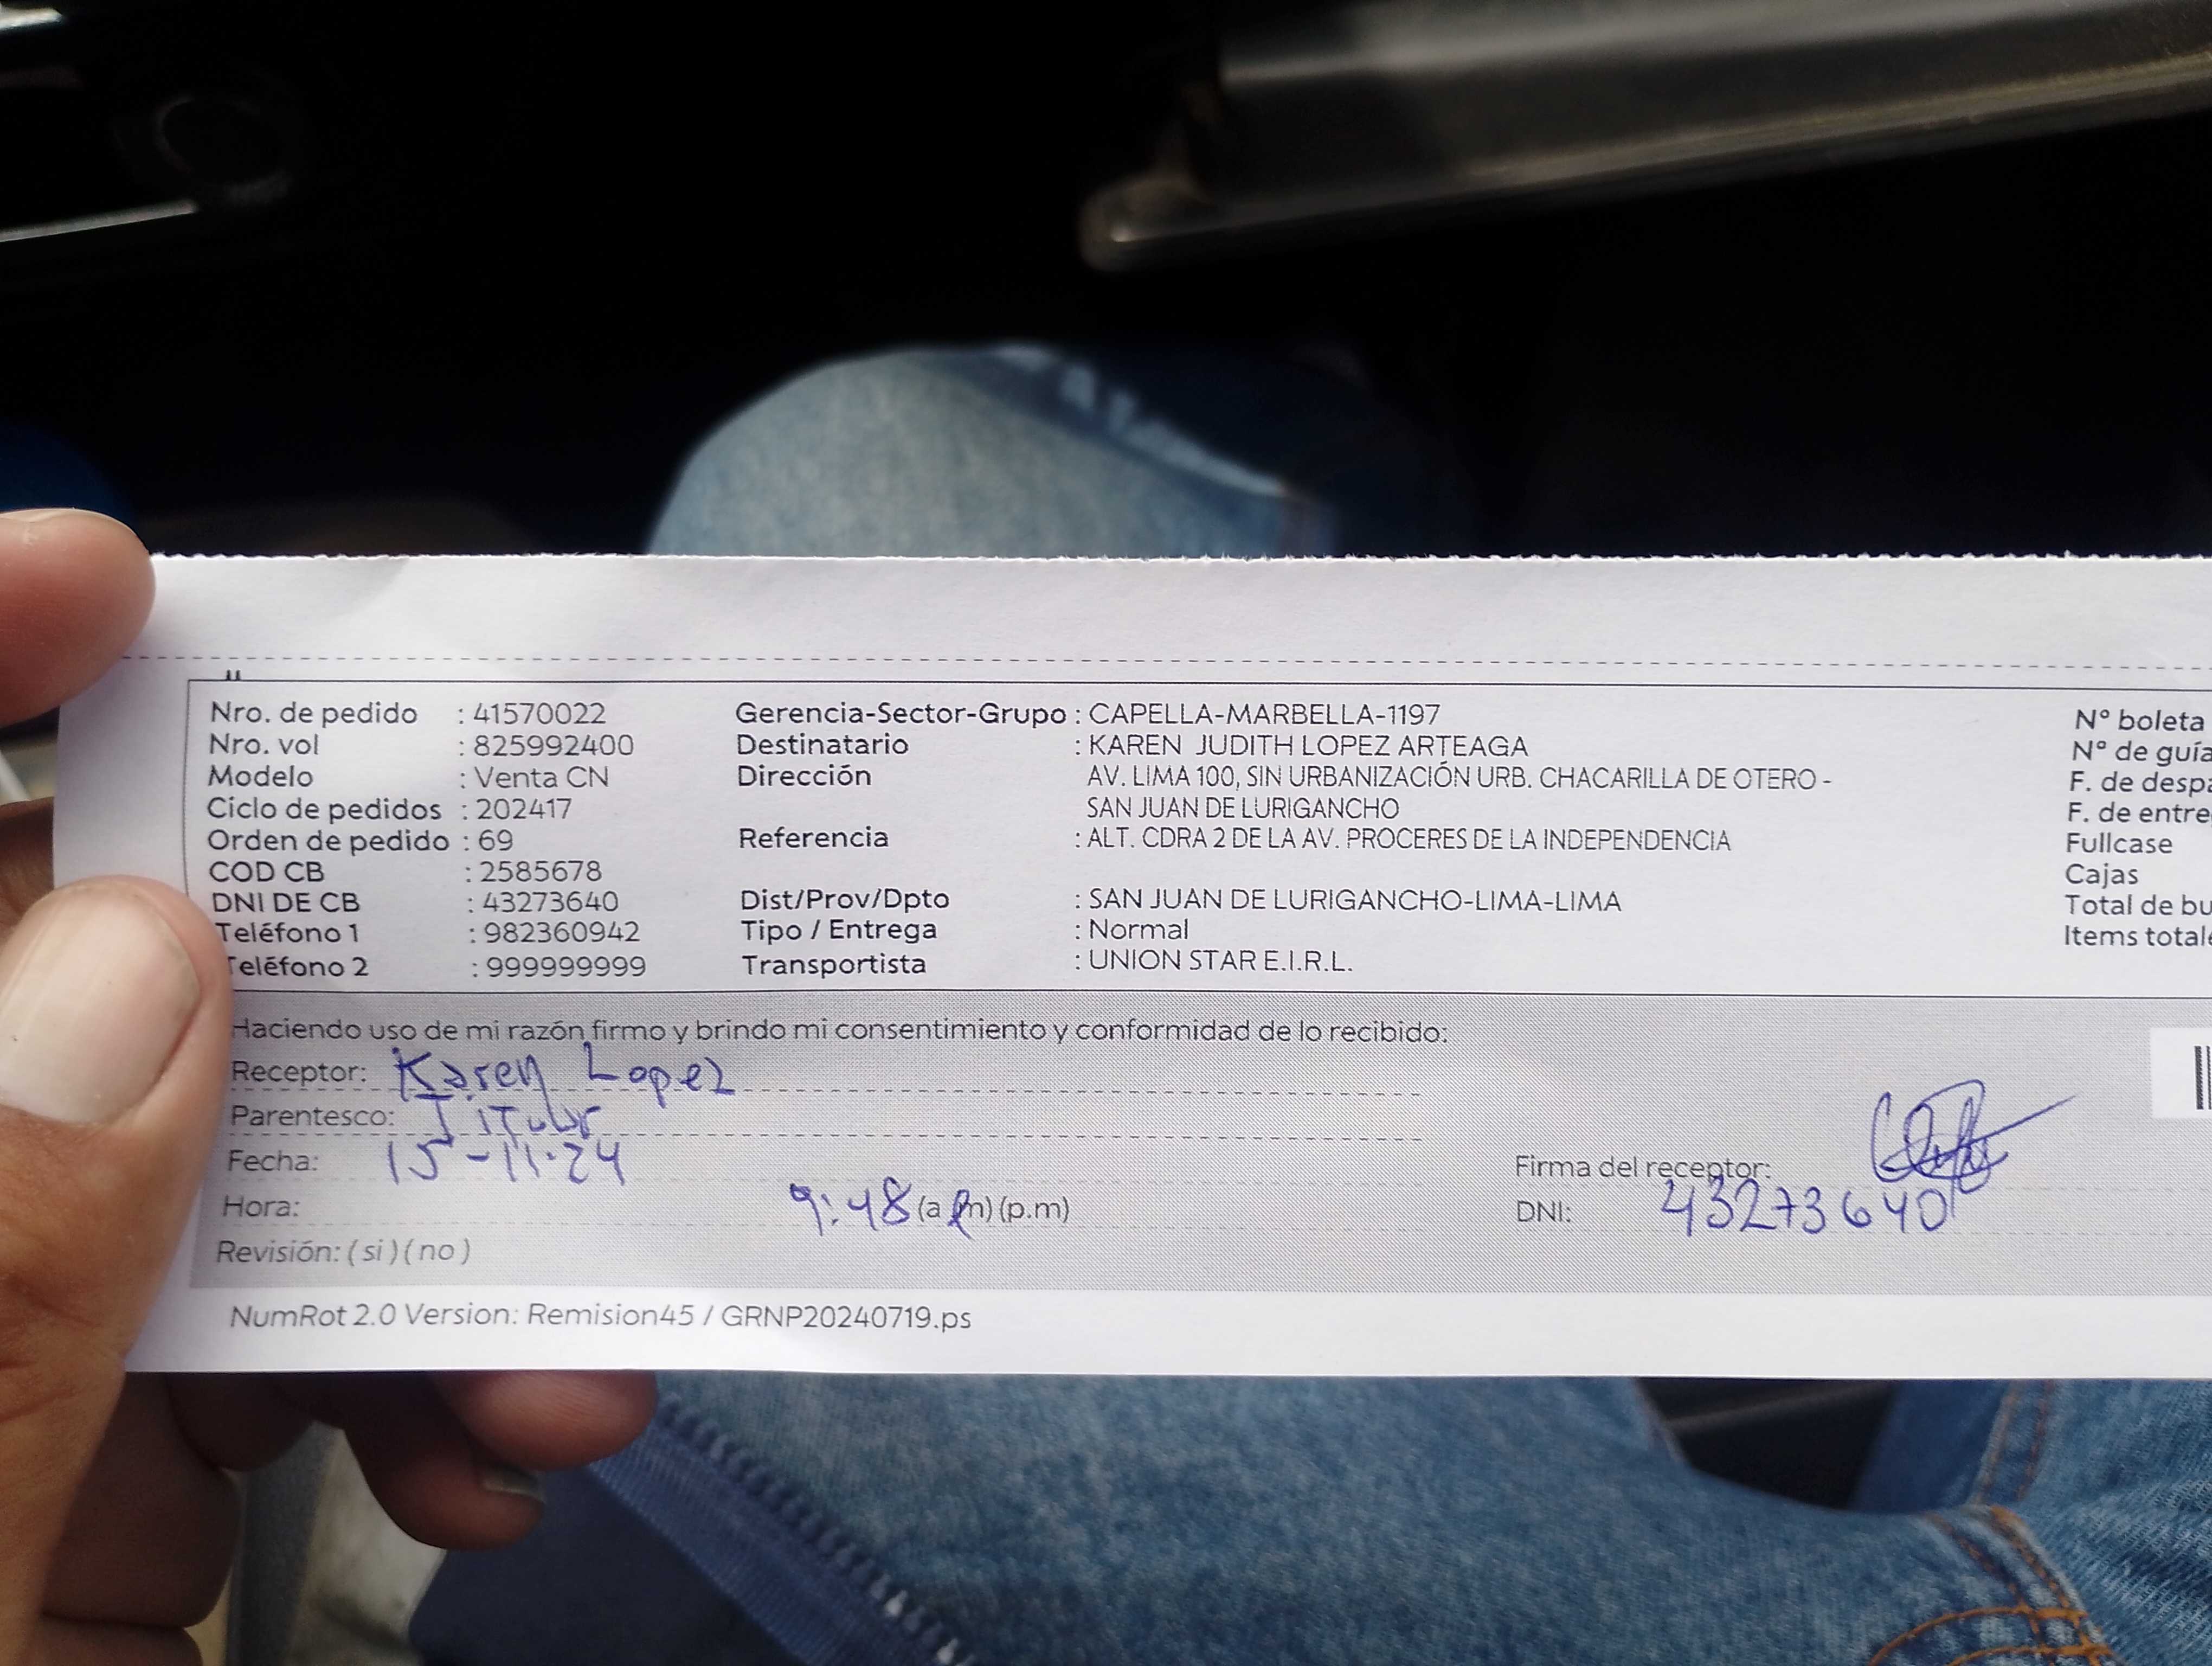 Nro. de pedido : 41570022 Gerencia-Sector-Grupo : CAPELLA-MARBELLA-1197 N° boleta
Nro. vol : 825992400 Destinatario : KAREN JUDITH LOPEZ ARTEAGA N° de guía
Modelo : Venta CN Dirección AV. LIMA 100, SIN URBANIZACIÓN URB. CHACARILLA DE OTERO - F. de despa
Ciclo de pedidos : 202417 SAN JUAN DE LURIGANCHO F. de entre
Orden de pedido : 69 Referencia : ALT. CDRA 2 DE LA AV. PROCERES DE LA INDEPENDENCIA Fullcase
COD CB : 2585678 Cajas
DNI DE CB : 43273640 Dist/Prov/Dpto : SAN JUAN DE LURIGANCHO-LIMA-LIMA Total de bu
Teléfono 1 : 982360942 Tipo / Entrega : Normal Items total
Teléfono 2 : 999999999 Transportista : UNION STAR E.I.R.L.
Haciendo uso de mi razón firmo y brindo mi consentimiento y conformidad de lo recibido:
Receptor: Karen Lopez
Parentesco: Titular
Fecha: 15-11-24 Firma del receptor:
Hora: 9:48 (a.m) (p.m) DNI: 43273640
Revisión: ( si ) ( no )
NumRot 2.0 Version: Remision45 / GRNP20240719.ps